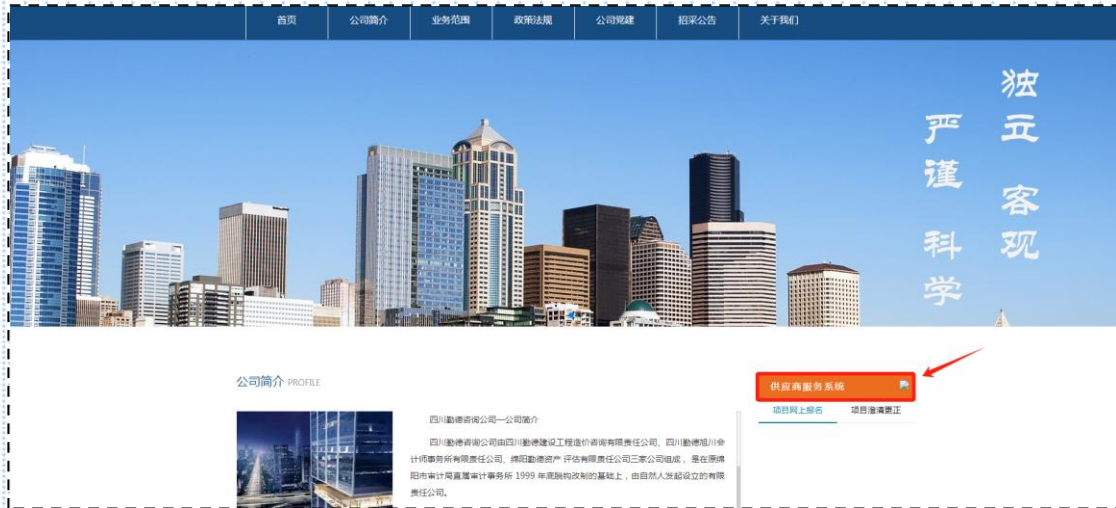 首页 公司简介 业务范围 政策法规 公司党建 招采公告 关于我们
独立 客观
严谨 科学
公司简介 PROFILE
供应商服务系统
项目网上报名 项目澄清更正
四川勤德咨询公司—公司简介
四川勤德咨询公司由四川勤德建设工程造价咨询有限责任公司、四川勤德旭川会
计师事务所有限责任公司、绵阳勤德资产 评估有限责任公司三家公司组成，是在原绵
阳市审计局直属审计事务所 1999 年底脱钩改制的基础上，由自然人发起设立的有限
责任公司。